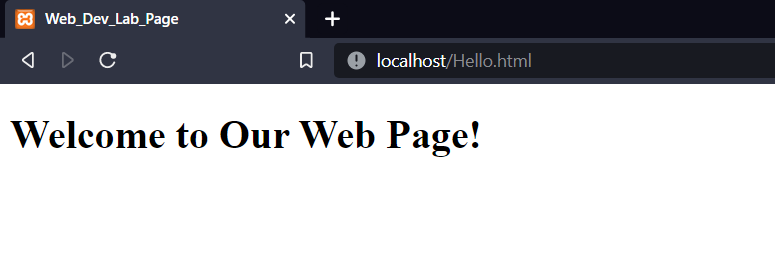 Web_Dev_Lab_Page
localhost/Hello.html
Welcome to Our Web Page!